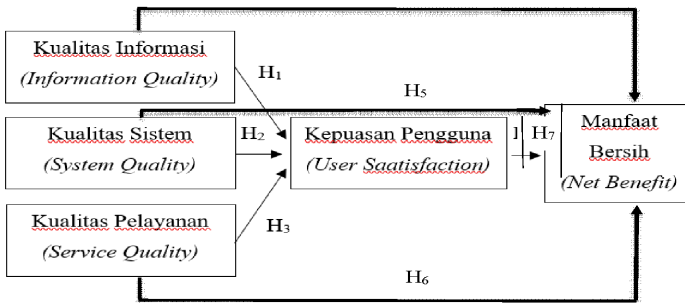 Kualitas Informasi
(Information Quality)
H1
H5
Kualitas Sistem
(System Quality)
H2
Kepuasan Pengguna
(User Saatisfaction)
H7
Manfaat
Bersih
(Net Benefit)
Kualitas Pelayanan
(Service Quality)
H3
H6